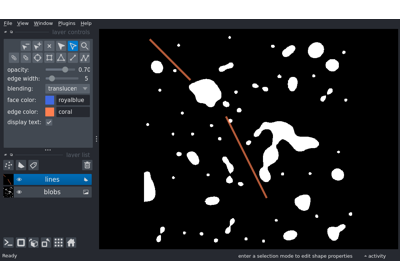 File View Window Plugins Help
layer controls
opacity: 0.70
edge width: 5
blending: translucen
face color: royalblue
edge color: coral
display text:
layer list
lines
blobs
Ready enter a selection mode to edit shape properties activity